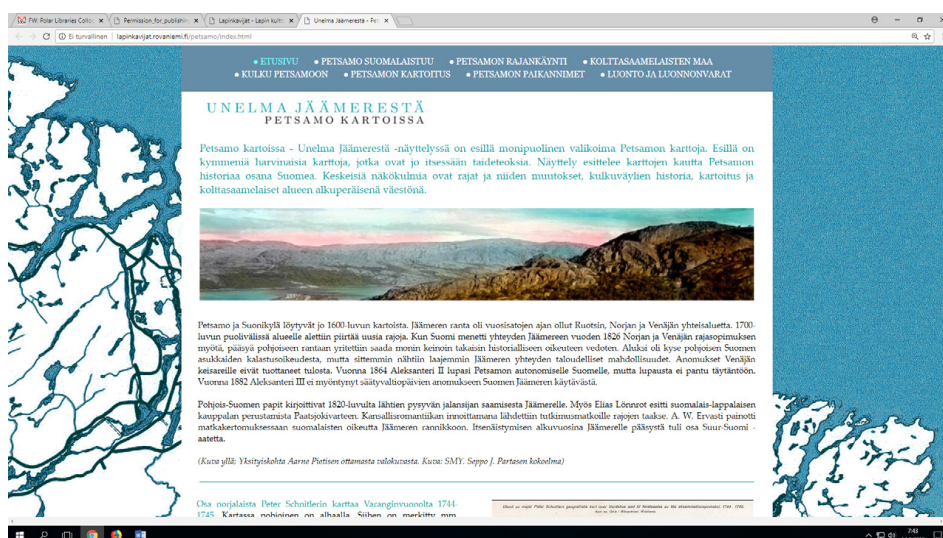 FW: Polar Libraries Collo
Permission_for_publishin
Lapinkavijat - Lapin kultt
Unelma Jäämerestä - Pet
Ei turvallinen | lapinkavijat.rovaniemi.fi/petsamo/index.html
• ETUSIVU • PETSAMO SUOMALAISTUU • PETSAMON RAJANKÄYNTI • KOLTTASAAMELAISTEN MAA
• KULKU PETSAMOON • PETSAMON KARTOITUS • PETSAMON PAIKANNIMET • LUONTO JA LUONNONVARAT
UNELMA JÄÄMERESTÄ
PETSAMO KARTOISSA
Petsamo kartoissa - Unelma Jäämerestä -näyttelyssä on esillä monipuolinen valikoima Petsamon karttoja. Esillä on
kymmeniä harvinaisia karttoja, jotka ovat jo itsessään taideteoksia. Näyttely esittelee karttojen kautta Petsamon
historiaa osana Suomea. Keskeisiä näkökulmia ovat rajat ja niiden muutokset, kulkuväylien historia, kartoitus ja
kolttasaamelaiset alueen alkuperäisenä väestönä.
Petsamo ja Suonikylä löytyvät jo 1600-luvun kartoista. Jäämeren ranta oli vuosisatojen ajan ollut Ruotsin, Norjan ja Venäjän yhteisaluetta. 1700-
luvun puolivälissä alueelle alettiin piirtää uusia rajoja. Kun Suomi menetti yhteyden Jäämereen vuoden 1826 Norjan ja Venäjän rajasopimuksen
myötä, pääsyä pohjoiseen rantaan yritettiin saada monin keinoin takaisin historialliseen oikeuteen vedoten. Aluksi oli kyse pohjoisen Suomen
asukkaiden kalastusoikeudesta, mutta sittemmin nähtiin laajemmin Jäämeren yhteyden taloudelliset mahdollisuudet. Anomukset Venäjän
keisareille eivät tuottaneet tulosta. Vuonna 1864 Aleksanteri II lupasi Petsamon autonomiselle Suomelle, mutta lupausta ei pantu täytäntöön.
Vuonna 1882 Aleksanteri III ei myöntynyt säätyvaltiopäivien anomukseen Suomen Jäämeren käytävästä.
Pohjois-Suomen papit kirjoittivat 1820-luvulta lähtien pysyvän jalansijan saamisesta Jäämerelle. Myös Elias Lönnrot esitti suomalais-lappalaisen
kauppalan perustamista Paatsjokivarteen. Kansallisromantiikan innoittamana lähdettiin tutkimusmatkoille rajojen taakse. A. W. Ervasti painotti
matkakertomuksessaan suomalaisten oikeutta Jäämeren rannikkoon. Itsenäistymisen alkuvuosina Jäämerelle pääsystä tuli osa Suur-Suomi -
aatetta.
(Kuva yllä; Yksityiskohta Aarno Pietisen ottamasta valokuvasta. Kuva: SMY. Seppo J. Partasen kokoelma)
Osa norjalaista Peter Schnitlerin karttaa Varanginvuonolta 1744-
1745. Kartassa pohjoinen on alhaalla. Siihen on merkitty mm.
7:43